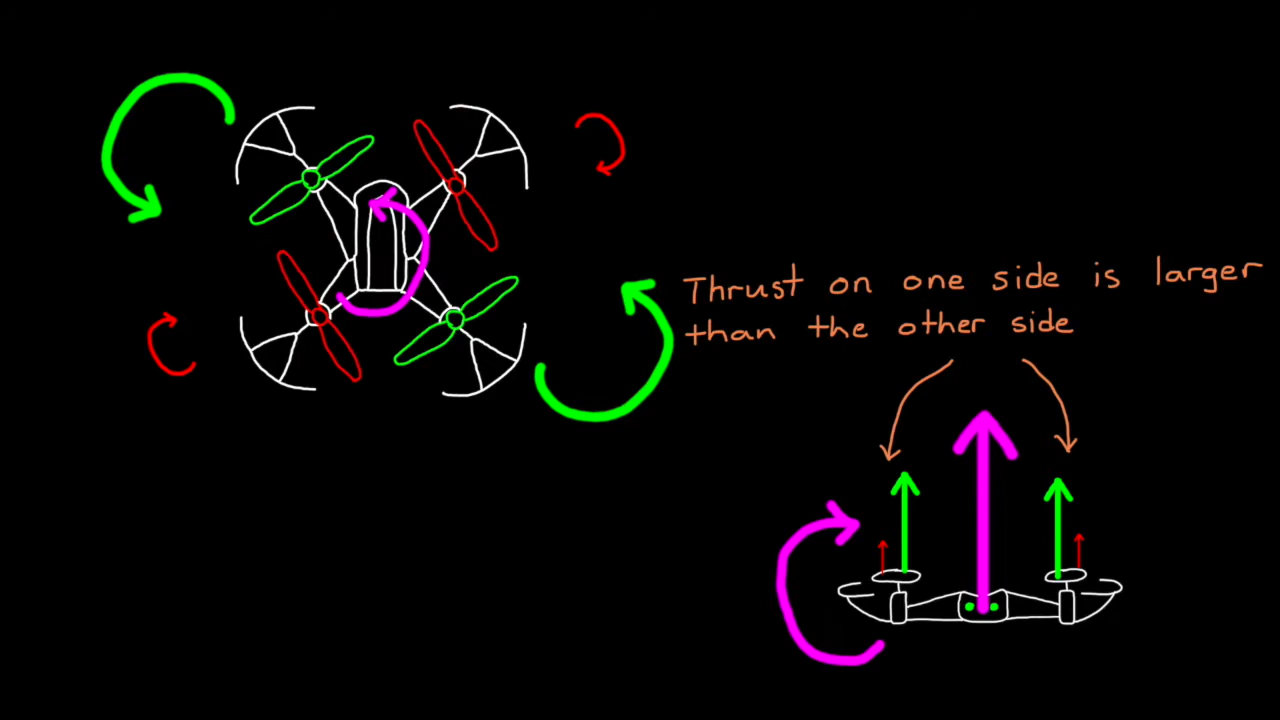 Thrust on one side is larger
than the other side